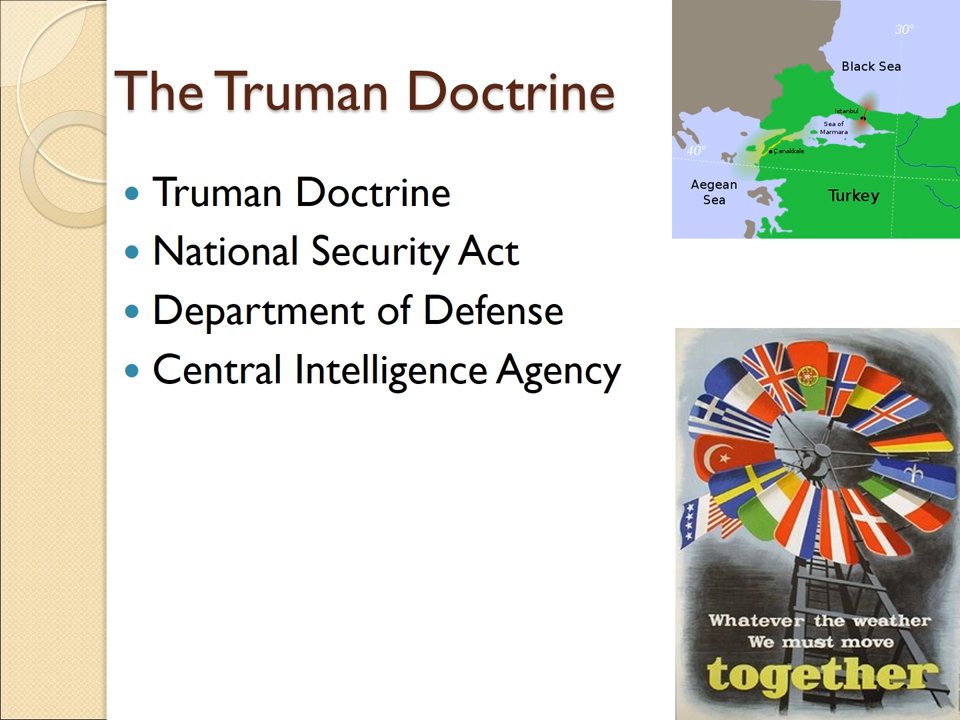 The Truman Doctrine
Truman Doctrine
National Security Act
Department of Defense
Central Intelligence Agency
30°
Black Sea
Istanbul
Sea of
Marmara
40°
Çanakkale
Aegean
Sea
Turkey
Whatever the weather
We must move
together